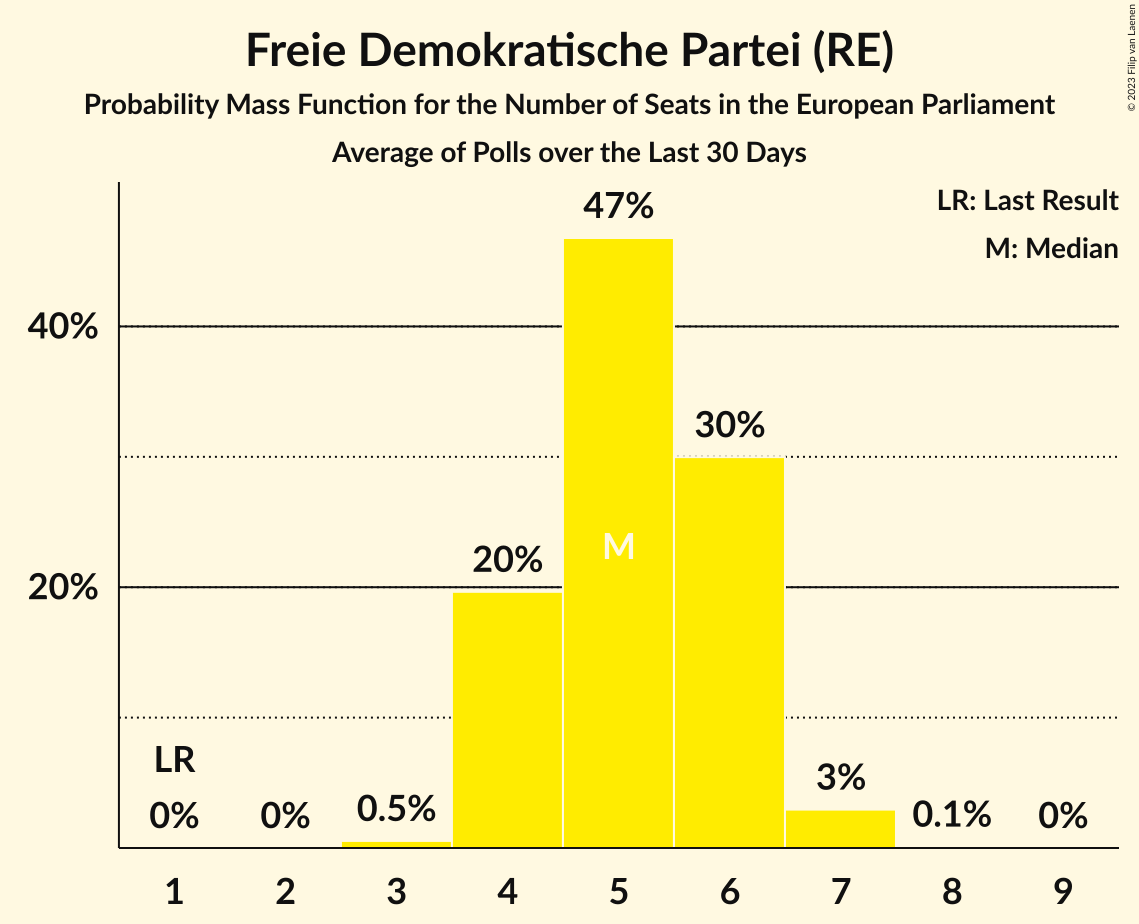 Freie Demokratische Partei (RE)
Probability Mass Function for the Number of Seats in the European Parliament
Average of Polls over the Last 30 Days
© 2023 Filip van Laenen
LR: Last Result
M: Median
47%
40%
30%
M
20%
20%
LR
0%
0%
0.5%
3%
0.1%
0%
1 2 3 4 5 6 7 8 9